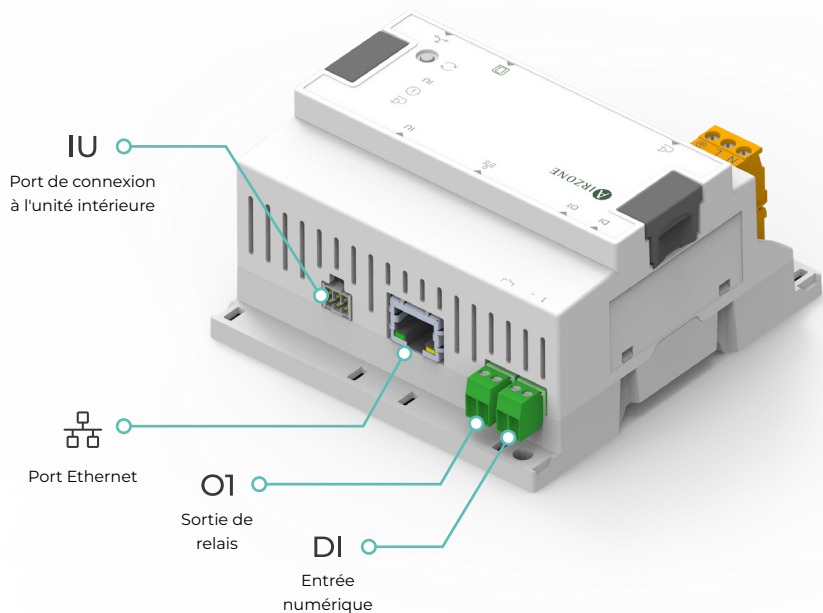 IU
Port de connexion
à l'unité intérieure
Port Ethernet
O1
Sortie de
relais
DI
Entrée
numérique
IU
AIRZONE
O1
DI
N
L